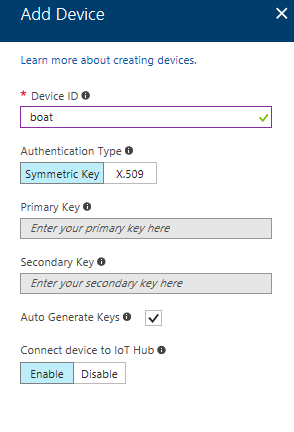 Add Device
Learn more about creating devices.
* Device ID
boat
Authentication Type
Symmetric Key X.509
Primary Key
Enter your primary key here
Secondary Key
Enter your secondary key here
Auto Generate Keys
Connect device to IoT Hub
Enable Disable